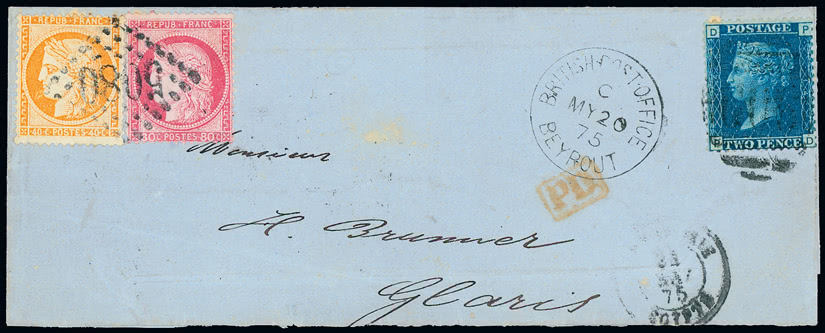 REPUB·FRANC·
40·C·POSTES·40·C·
REPUB·FRANC·
80·C·POSTES·80·C·
5080
BRITISH·POST·OFFICE
C
MY 20
75
BEYROUT
D POSTAGE P
TWO PENCE D
PD
Monsieur
H. Brunner
Glaris
75